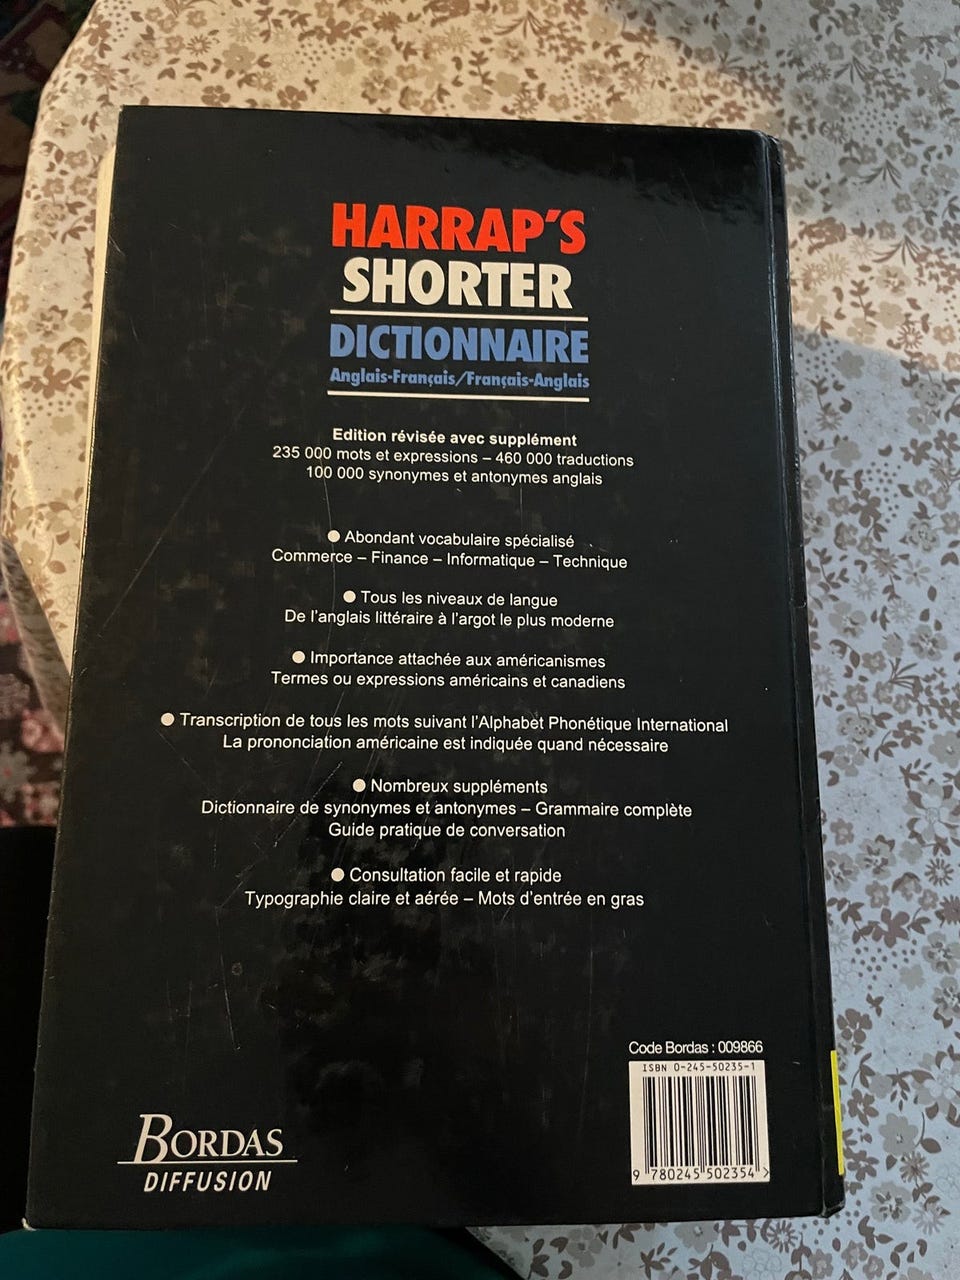 HARRAP'S
SHORTER
DICTIONNAIRE
Anglais-Français/Français-Anglais
Edition révisée avec supplément
235 000 mots et expressions – 460 000 traductions
100 000 synonymes et antonymes anglais
● Abondant vocabulaire spécialisé
Commerce – Finance – Informatique – Technique
● Tous les niveaux de langue
De l'anglais littéraire à l'argot le plus moderne
● Importance attachée aux américanismes
Termes ou expressions américains et canadiens
● Transcription de tous les mots suivant l'Alphabet Phonétique International
La prononciation américaine est indiquée quand nécessaire
● Nombreux suppléments
Dictionnaire de synonymes et antonymes – Grammaire complète
Guide pratique de conversation
● Consultation facile et rapide
Typographie claire et aérée – Mots d'entrée en gras
Code Bordas : 009866
ISBN 0-245-50235-1
9 780245 502354 >
BORDAS
DIFFUSION